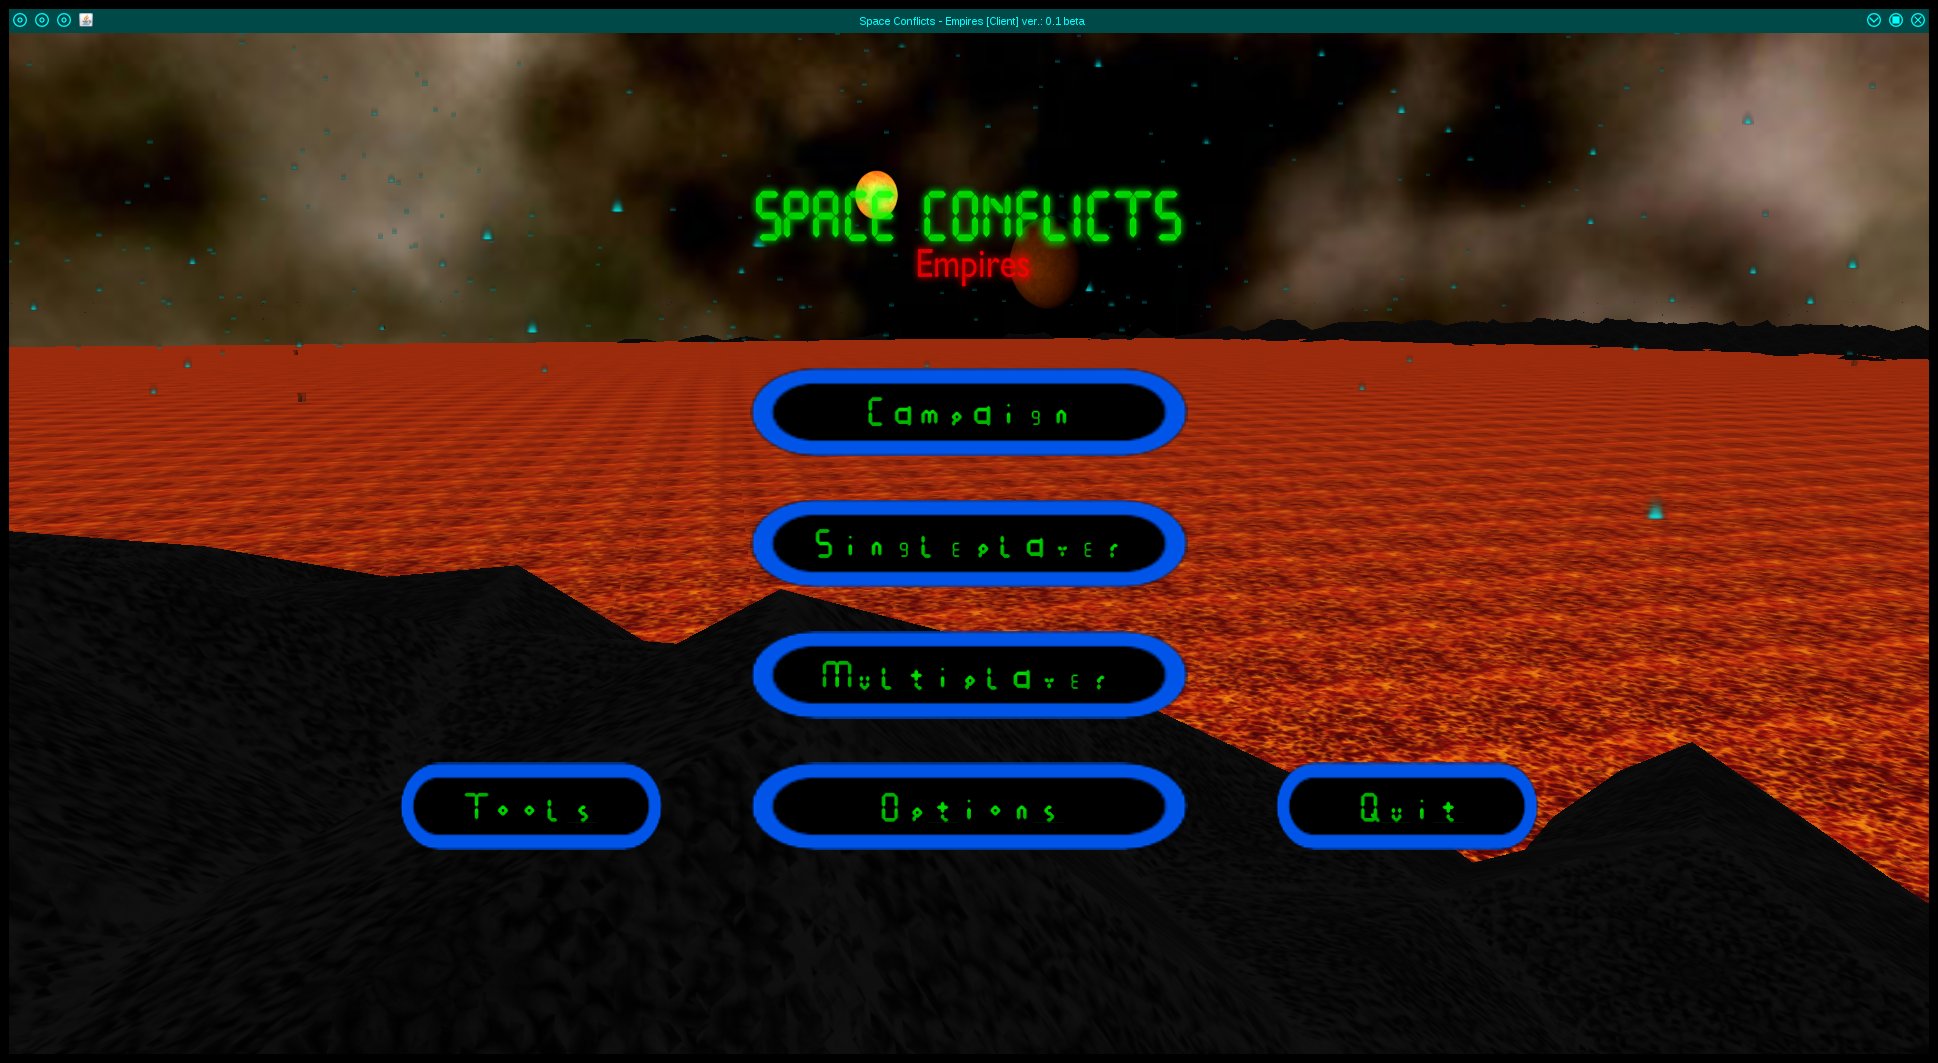 Space Conflicts - Empires [Client] ver.: 0.1 beta
SPACE CONFLICTS
Empires
Campaign
Singleplayer
Multiplayer
Tools Options Quit